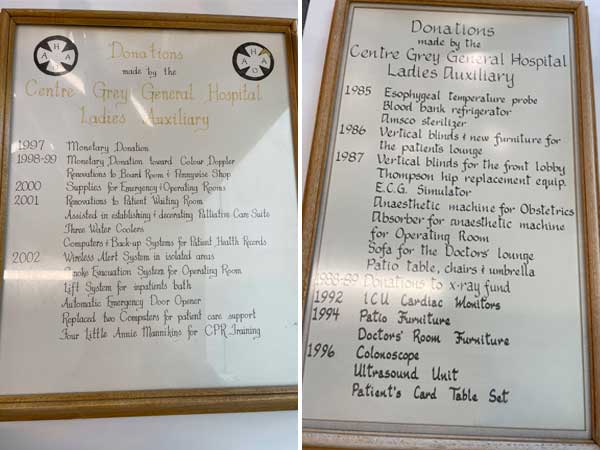 Donations
made by the
Centre Grey General Hospital
Ladies Auxiliary
1997 Monetary Donation
1998-99 Monetary Donation toward Colour Doppler
Renovations to Board Room & Pennywise Shop
2000 Supplies for Emergency & Operating Rooms
2001 Renovations to Patient Waiting Room
Assisted in establishing & decorating Palliative Care Suite
Three Water Coolers
Computers & Back-up Systems for Patient Health Records
2002 Wireless Alert System in isolated areas
Smoke Evacuation System for Operating Room
Lift System for inpatients bath
Automatic Emergency Door Opener
Replaced two Computers for patient care support
Four Little Annie Mannikins for CPR Training
Donations
made by the
Centre Grey General Hospital
Ladies Auxiliary
1985 Esophygeal temperature probe
Blood bank refrigerator
Amsco sterilizer
1986 Vertical blinds & new furniture for
the patients lounge
1987 Vertical blinds for the front lobby
Thompson hip replacement equip.
E.C.G. Simulator
Anaesthetic machine for Obstetrics
Absorber for anaesthetic machine
for Operating Room
Sofa for the Doctors' lounge
Patio table, chairs & umbrella
1988-89 Donations to x-ray fund
1992 ICU Cardiac Monitors
1994 Patio Furniture
Doctors' Room Furniture
1996 Colonoscope
Ultrasound Unit
Patient's Card Table Set